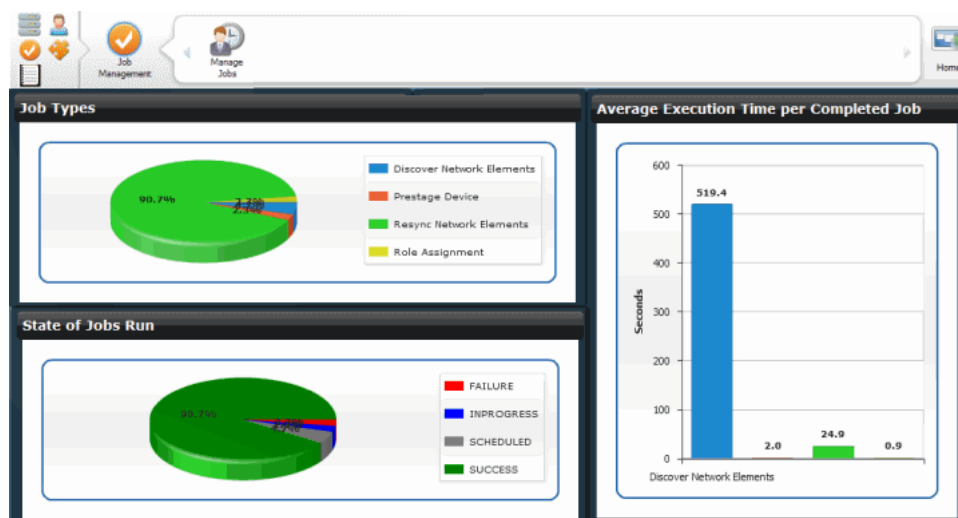 Job
Management
Manage
Jobs
Home
Job Types
90.7%
Discover Network Elements
Prestage Device
Resync Network Elements
Role Assignment
State of Jobs Run
90.7%
FAILURE
INPROGRESS
SCHEDULED
SUCCESS
Average Execution Time per Completed Job
Seconds
600
500
400
300
200
100
0
519.4
2.0
24.9
0.9
Discover Network Elements